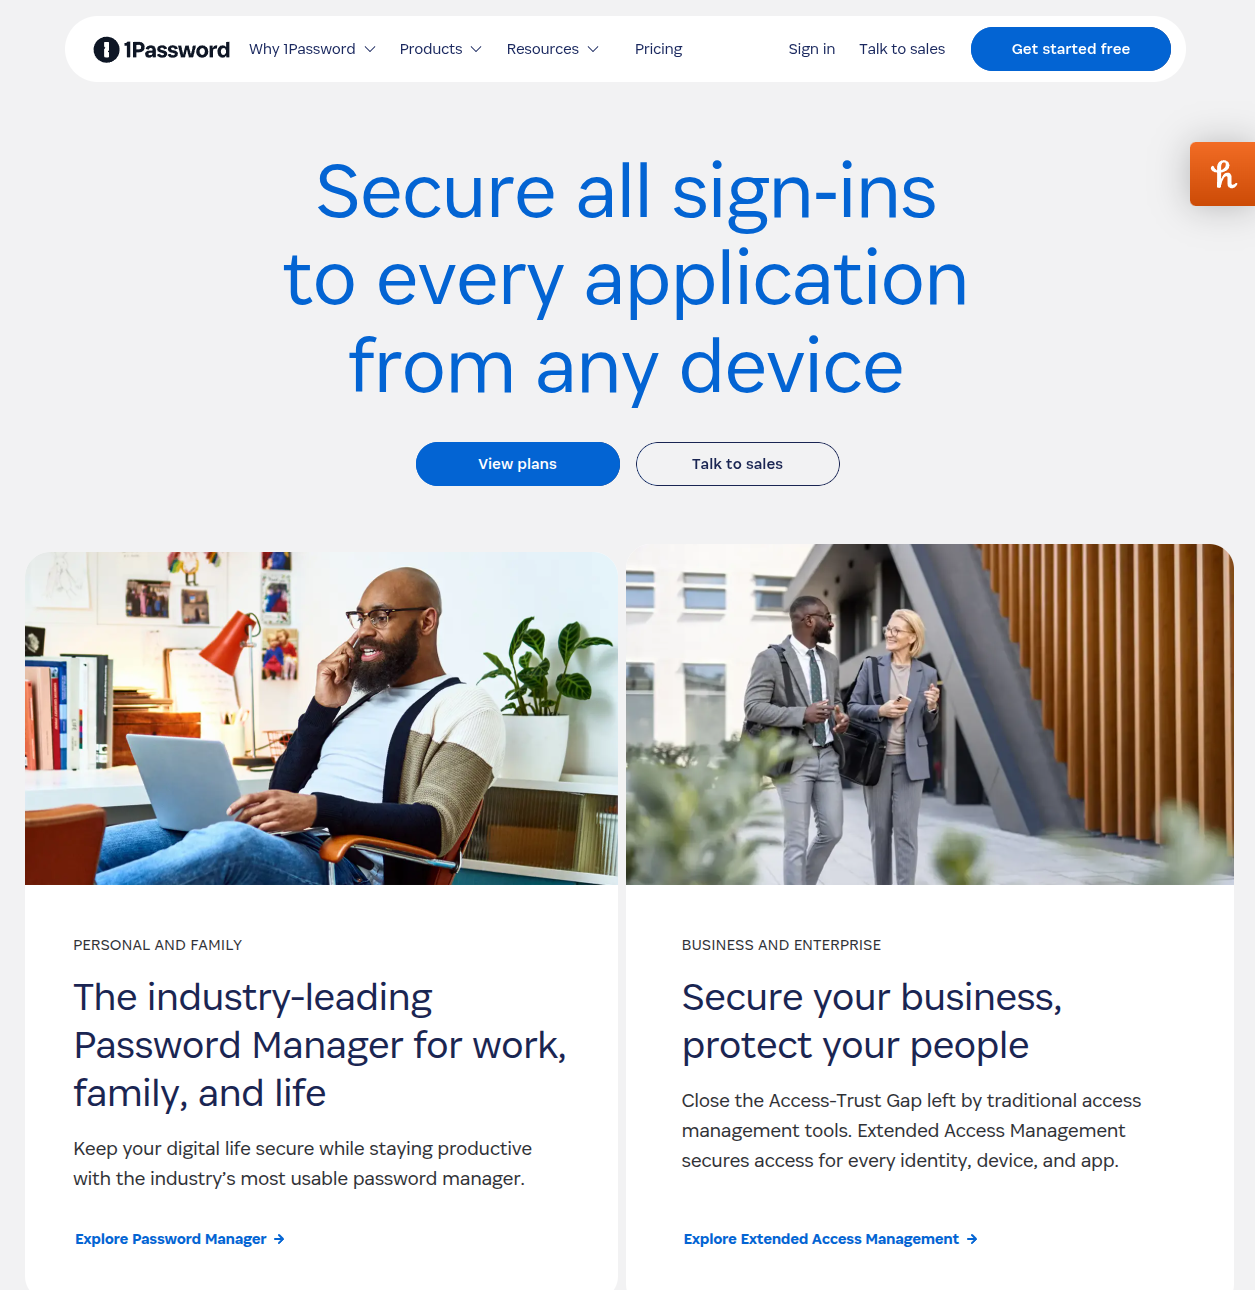 1Password
Why 1Password
Products
Resources
Pricing
Sign in
Talk to sales
Get started free
Secure all sign-ins
to every application
from any device
View plans
Talk to sales
PERSONAL AND FAMILY
The industry-leading
Password Manager for work,
family, and life
Keep your digital life secure while staying productive
with the industry’s most usable password manager.
Explore Password Manager →
BUSINESS AND ENTERPRISE
Secure your business,
protect your people
Close the Access-Trust Gap left by traditional access
management tools. Extended Access Management
secures access for every identity, device, and app.
Explore Extended Access Management →